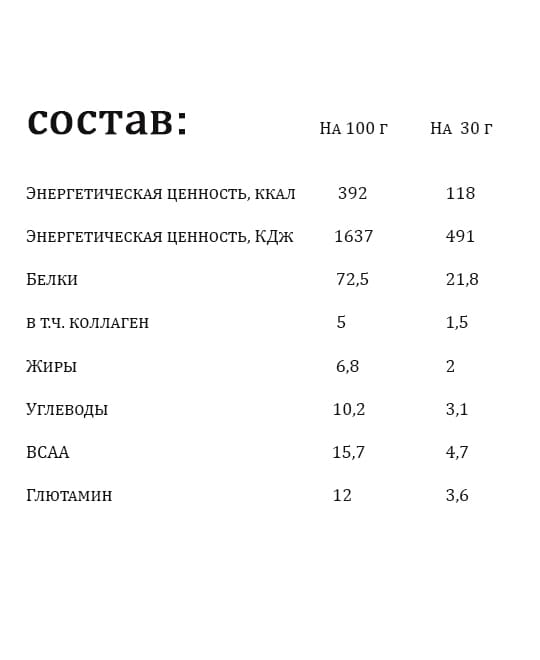 состав: На 100 г На 30 г
Энергетическая ценность, ккал 392 118
Энергетическая ценность, КДж 1637 491
Белки 72,5 21,8
в т.ч. коллаген 5 1,5
Жиры 6,8 2
Углеводы 10,2 3,1
ВСАА 15,7 4,7
Глютамин 12 3,6